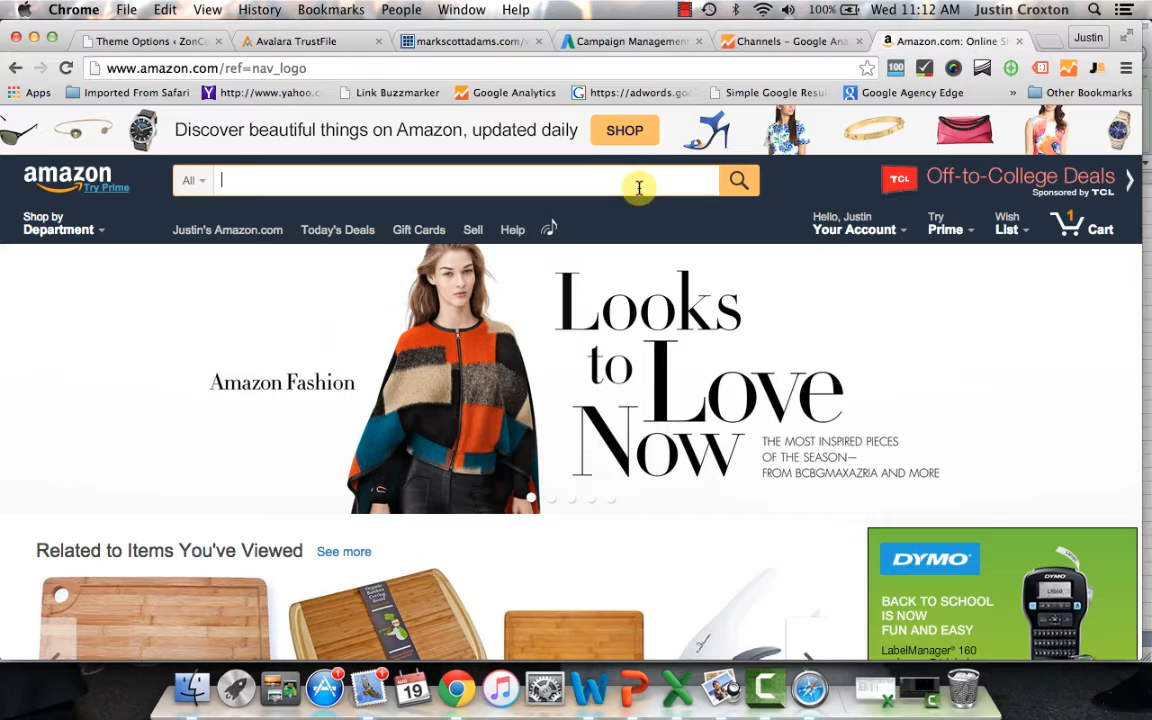 Chrome File Edit View History Bookmarks People Window Help 100% Wed 11:12 AM Justin Croxton
Theme Options ‹ ZonC
Avalara TrustFile
markscottadams.com/
Campaign Management
Channels – Google Ana
Amazon.com: Online S
Justin
www.amazon.com/ref=nav_logo
100
Apps Imported From Safari http://www.yahoo.c Link Buzzmarker Google Analytics https://adwords.goo Simple Google Resul Google Agency Edge » Other Bookmarks
Discover beautiful things on Amazon, updated daily SHOP
amazon
Try Prime
All
TCL Off-to-College Deals
Sponsored by TCL
Shop by
Department
Justin's Amazon.com Today's Deals Gift Cards Sell Help
Hello, Justin
Your Account
Try
Prime
Wish
List
1
Cart
Amazon Fashion
Looks
to Love
Now
THE MOST INSPIRED PIECES
OF THE SEASON—
FROM BCBGMAXAZRIA AND MORE
Related to Items You've Viewed See more
DYMO
BACK TO SCHOOL
IS NOW
FUN AND EASY
LabelManager® 160
DYMO
AUG
19